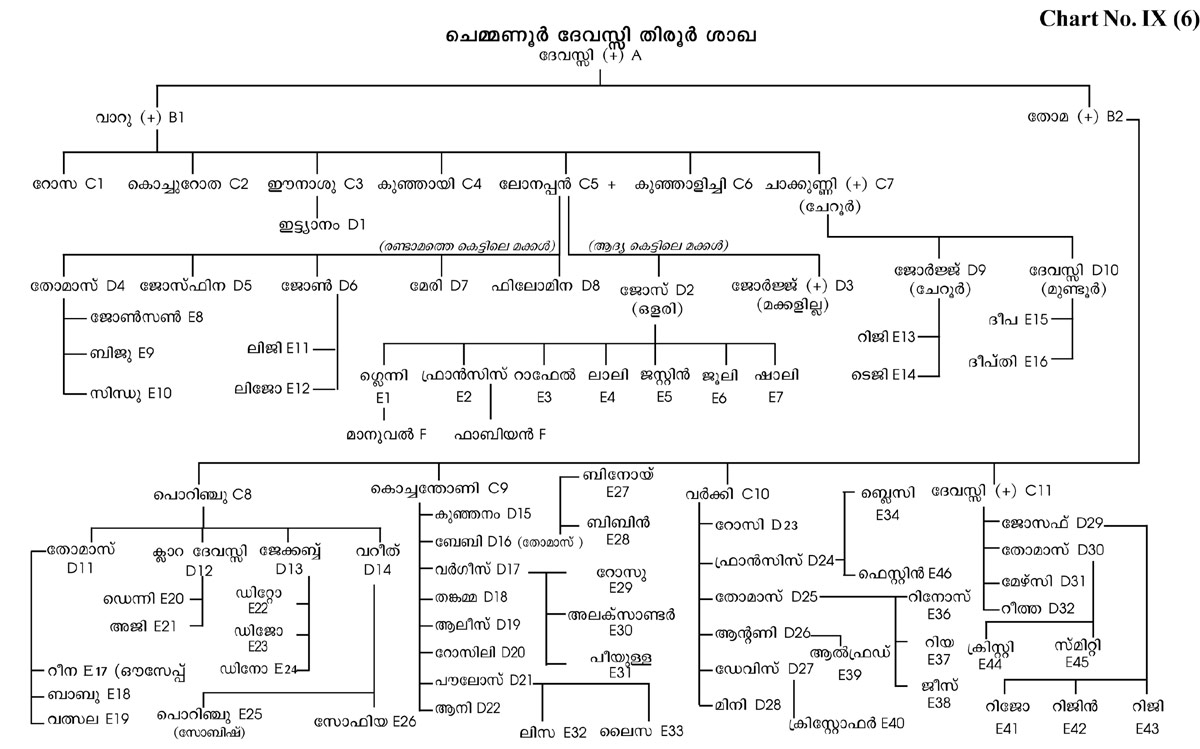 Chart No. IX (6)
ചെമ്മണൂർ ദേവസ്സി തിരൂർ ശാഖ
ദേവസ്സി (+) A
വാറു (+) B1 തോമ (+) B2
റോസ C1 കൊച്ചുറോത C2 ഈനാശു C3 കുഞ്ഞായി C4 ലോനപ്പൻ C5 + കുഞ്ഞാളിച്ചി C6 ചാക്കുണ്ണി (+) C7
(ചേറൂർ)
ഇട്ട്യാനം D1
(രണ്ടാമത്തെ കെട്ടിലെ മക്കൾ) (ആദ്യ കെട്ടിലെ മക്കൾ)
തോമാസ് D4 ജോസ്ഫിന D5 ജോൺ D6 മേരി D7 ഫിലോമിന D8 ജോസ് D2 ജോർജ്ജ് (+) D3 ജോർജ്ജ് D9 ദേവസ്സി D10
(ഒളരി) (മക്കളില്ല) (ചേറൂർ) (മുണ്ടൂർ)
ജോൺസൺ E8 ദീപ E15
ബിജു E9 ലിജി E11 റിജി E13
സിന്ധു E10 ലിജോ E12 ടെജി E14 ദീപ്തി E16
ഗ്ലെന്നി ഫ്രാൻസിസ് റാഫേൽ ലാലി ജസ്റ്റിൻ ജൂലി ഷാലി
E1 E2 E3 E4 E5 E6 E7
മാനുവൽ F ഫാബിയൻ F
പൊറിഞ്ചു C8 കൊച്ചന്തോണി C9 വർക്കി C10 ദേവസ്സി (+) C11
തോമാസ് ക്ലാറ ദേവസ്സി ജേക്കബ്ബ് വറീത്
D11 D12 D13 D14
ഡെന്നി E20
അജി E21
ഡിറ്റോ
E22
ഡിജോ
E23
ഡിനോ E24
റീന E17 (ഔസേപ്പ്
ബാബു E18
വത്സല E19
പൊറിഞ്ചു E25 സോഫിയ E26
(സോബിഷ്)
കുഞ്ഞനം D15
ബേബി D16 (തോമാസ്)
വർഗീസ് D17
തങ്കമ്മ D18
ആലീസ് D19
റോസിലി D20
പൗലോസ് D21
ആനി D22
ബിനോയ്
E27
ബിബിൻ
E28
റോസു
E29
അലക്സാണ്ടർ
E30
പീയുള്ള
E31
ലിസ E32 ലൈസ E33
റോസി D23
ഫ്രാൻസിസ് D24
തോമാസ് D25
ആന്റണി D26
ഡേവിസ് D27
മിനി D28
ബ്ലെസി
E34
ഫെസ്റ്റിൻ E46
റിനോസ്
E36
റിയ
E37
ജീസ്
E38
ആൽഫ്രഡ്
E39
ക്രിസ്റ്റോഫർ E40
ജോസഫ് D29
തോമാസ് D30
മേഴ്സി D31
റീത്ത D32
ക്രിസ്റ്റി സ്മിറ്റി
E44 E45
റിജോ റിജിൻ റിജി
E41 E42 E43